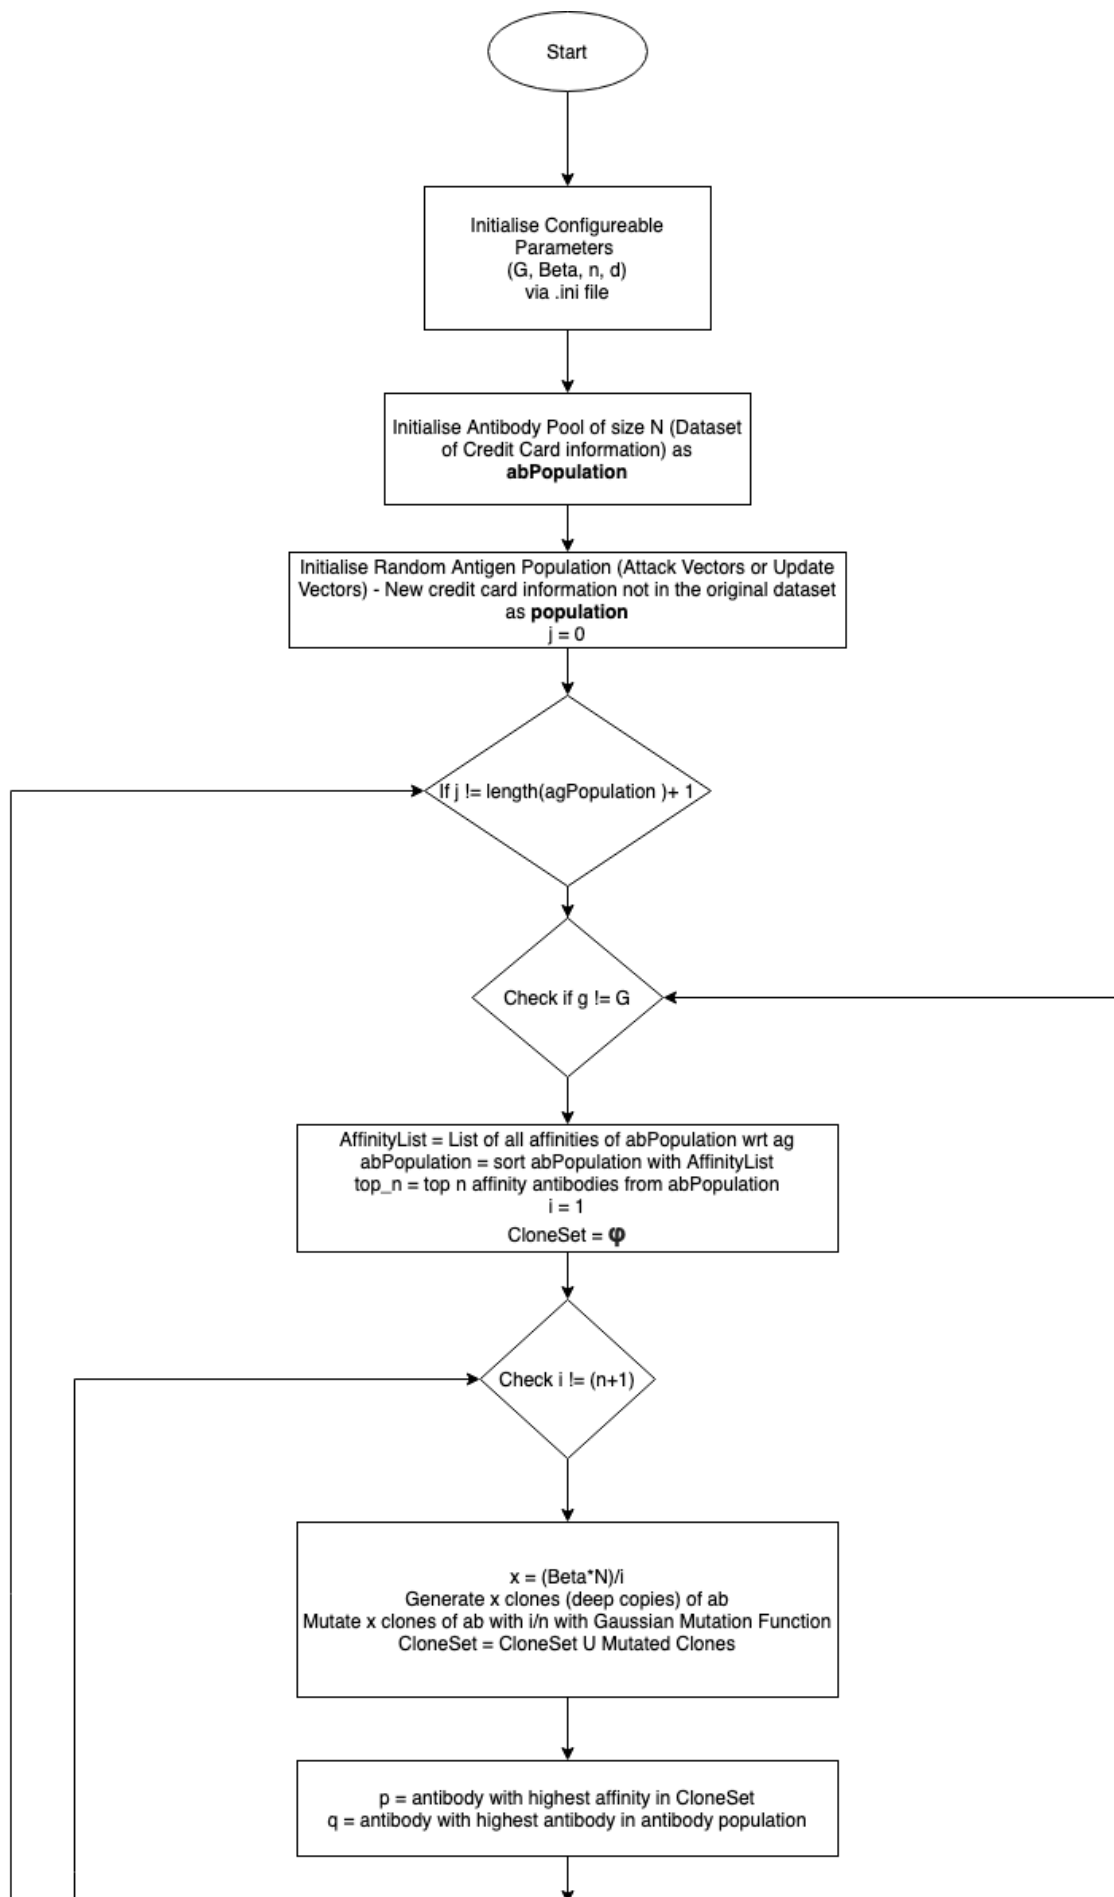 Start
Initialise Configureable
Parameters
(G, Beta, n, d)
via .ini file
Initialise Antibody Pool of size N (Dataset
of Credit Card information) as
abPopulation
Initialise Random Antigen Population (Attack Vectors or Update
Vectors) - New credit card information not in the original dataset
as population
j = 0
If j != length(agPopulation )+ 1
Check if g != G
AffinityList = List of all affinities of abPopulation wrt ag
abPopulation = sort abPopulation with AffinityList
top_n = top n affinity antibodies from abPopulation
i = 1
CloneSet = φ
Check i != (n+1)
x = (Beta*N)/i
Generate x clones (deep copies) of ab
Mutate x clones of ab with i/n with Gaussian Mutation Function
CloneSet = CloneSet U Mutated Clones
p = antibody with highest affinity in CloneSet
q = antibody with highest antibody in antibody population